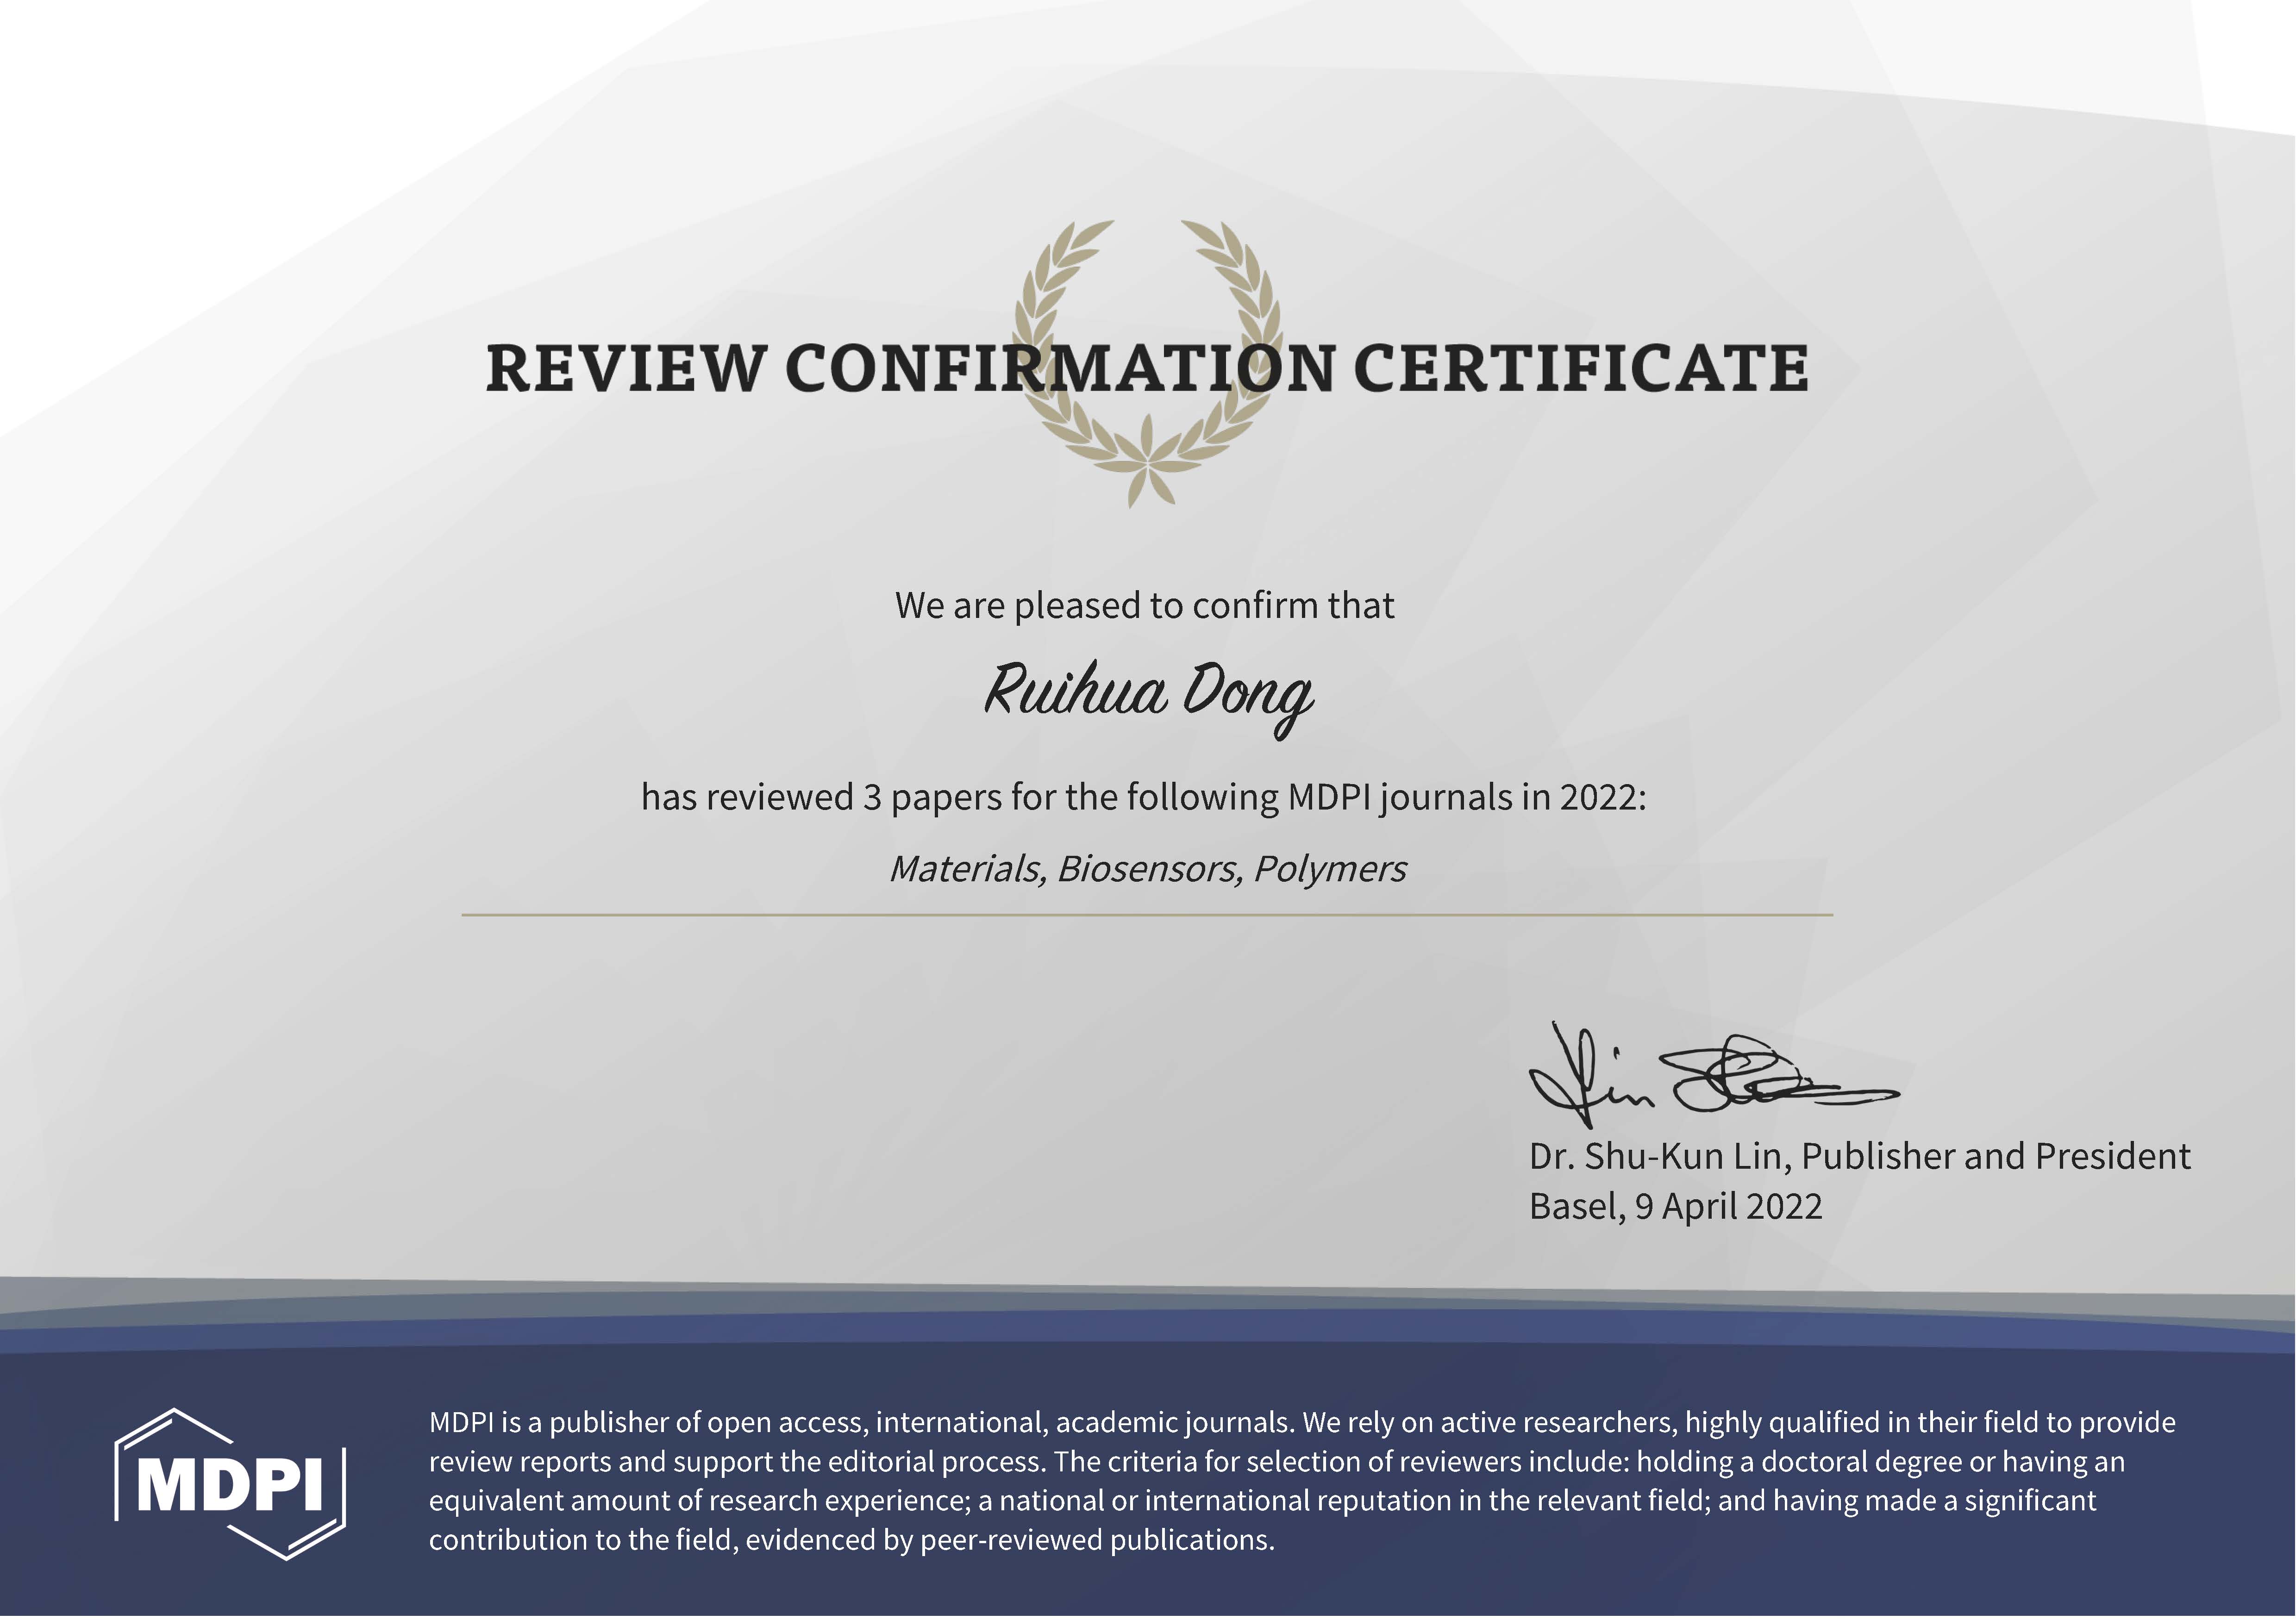 REVIEW CONFIRMATION CERTIFICATE
We are pleased to confirm that
Ruihua Dong
has reviewed 3 papers for the following MDPI journals in 2022:
Materials, Biosensors, Polymers
Dr. Shu-Kun Lin, Publisher and President
Basel, 9 April 2022
MDPI
MDPI is a publisher of open access, international, academic journals. We rely on active researchers, highly qualified in their field to provide
review reports and support the editorial process. The criteria for selection of reviewers include: holding a doctoral degree or having an
equivalent amount of research experience; a national or international reputation in the relevant field; and having made a significant
contribution to the field, evidenced by peer-reviewed publications.